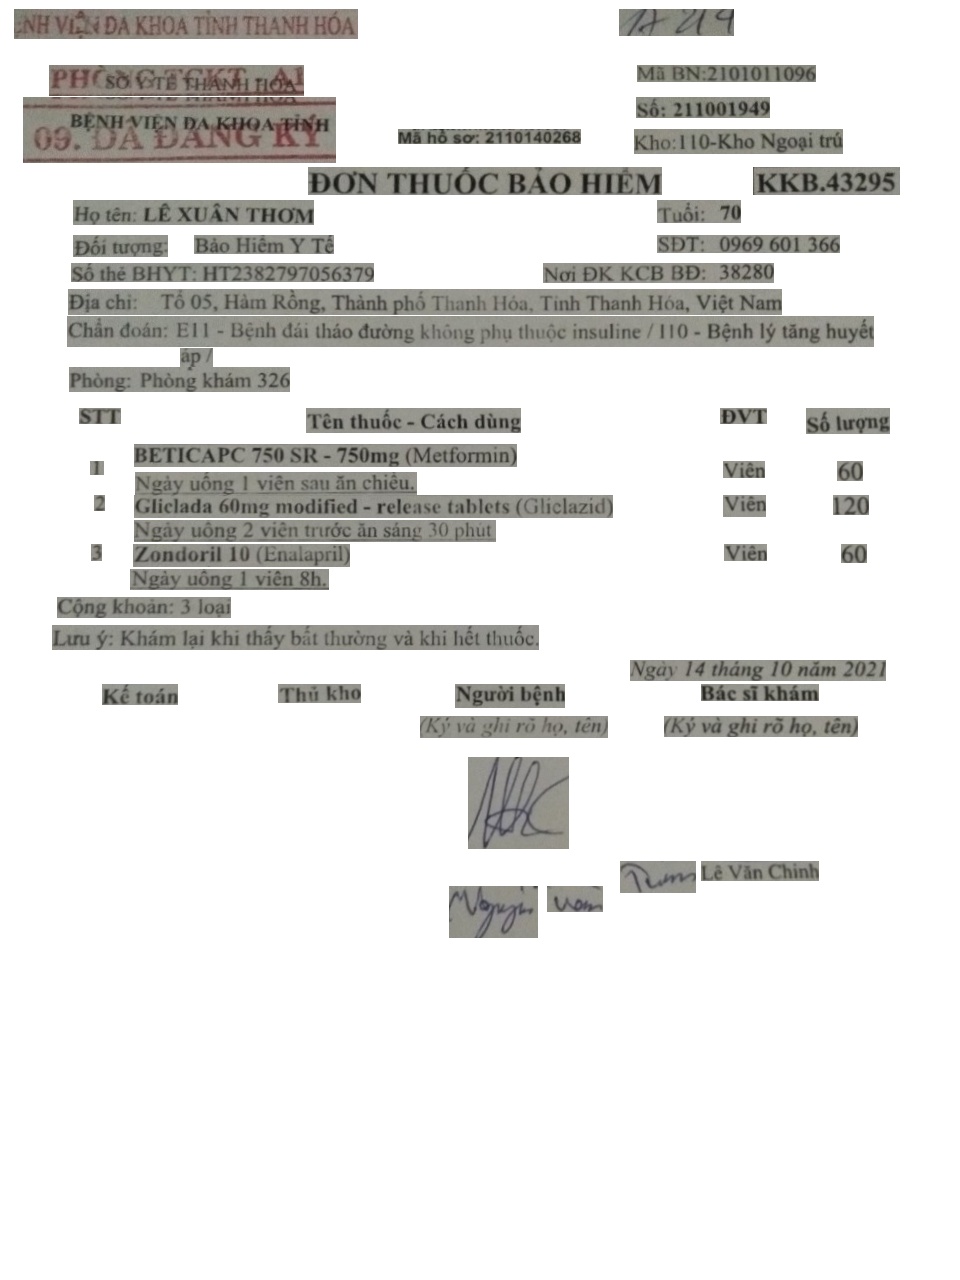 ỆNH VIỆN ĐA KHOA TỈNH THANH HÓA
PHÒNG TCKT
SỞ Y TẾ THANH HÓA
Mã BN:2101011096
BỆNH VIỆN ĐA KHOA TỈNH
Số: 211001949
09. ĐÃ ĐĂNG KÝ
Mã hồ sơ: 2110140268
Kho:110-Kho Ngoại trú
ĐƠN THUỐC BẢO HIỂM KKB.43295
Họ tên: LÊ XUÂN THƠM Tuổi: 70
Đối tượng: Bảo Hiểm Y Tế SĐT: 0969 601 366
Số thẻ BHYT: HT2382797056379 Nơi ĐK KCB BĐ: 38280
Địa chỉ: Tổ 05, Hàm Rồng, Thành phố Thanh Hóa, Tỉnh Thanh Hóa, Việt Nam
Chẩn đoán: E11 - Bệnh đái tháo đường không phụ thuộc insuline / I10 - Bệnh lý tăng huyết
áp /
Phòng: Phòng khám 326
STT Tên thuốc - Cách dùng ĐVT Số lượng
1 BETICAPC 750 SR - 750mg (Metformin) Viên 60
Ngày uống 1 viên sau ăn chiều.
2 Gliclada 60mg modified - release tablets (Gliclazid) Viên 120
Ngày uông 2 viên trước ăn sáng 30 phút
3 Zondoril 10 (Enalapril) Viên 60
Ngày uông 1 viên 8h.
Cộng khoản: 3 loại
Lưu ý: Khám lại khi thấy bất thường và khi hết thuốc.
Ngày 14 tháng 10 năm 2021
Kế toán Thủ kho Người bệnh Bác sĩ khám
(Ký và ghi rõ họ, tên) (Ký và ghi rõ họ, tên)
Lê Văn Chinh